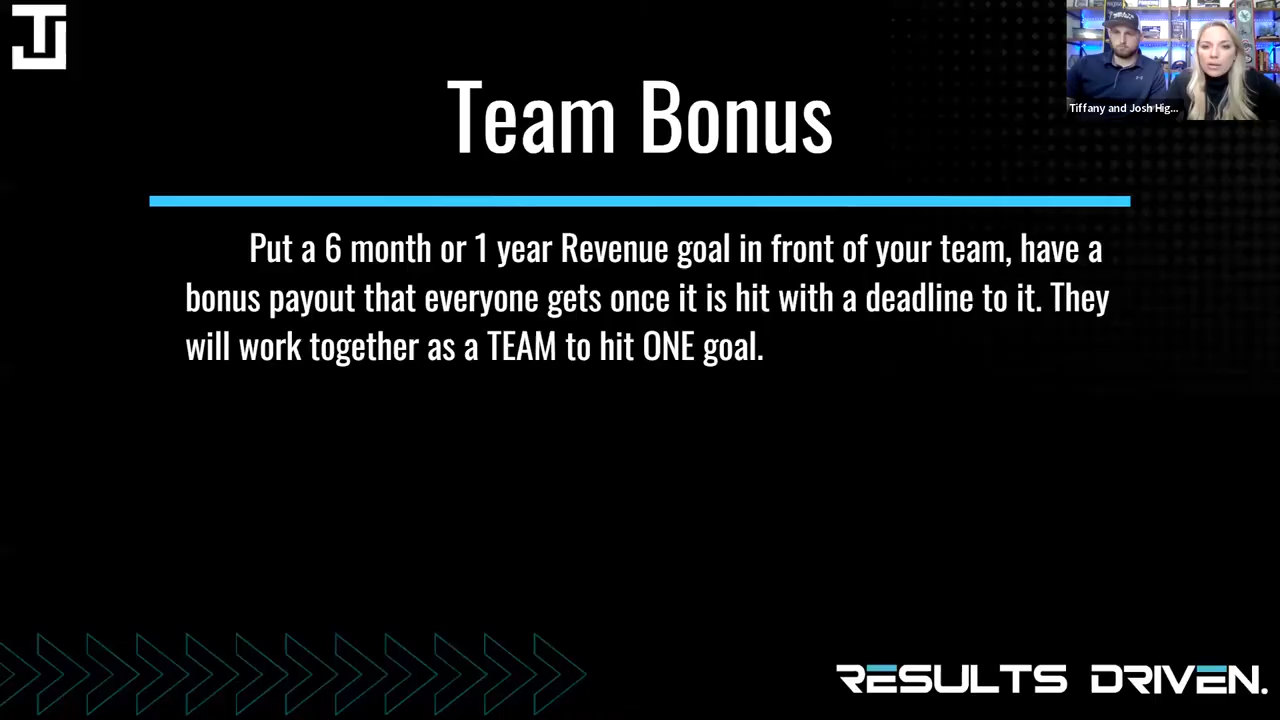 TJ
Tiffany and Josh Hig...
Team Bonus
Put a 6 month or 1 year Revenue goal in front of your team, have a
bonus payout that everyone gets once it is hit with a deadline to it. They
will work together as a TEAM to hit ONE goal.
RESULTS DRIVEN.